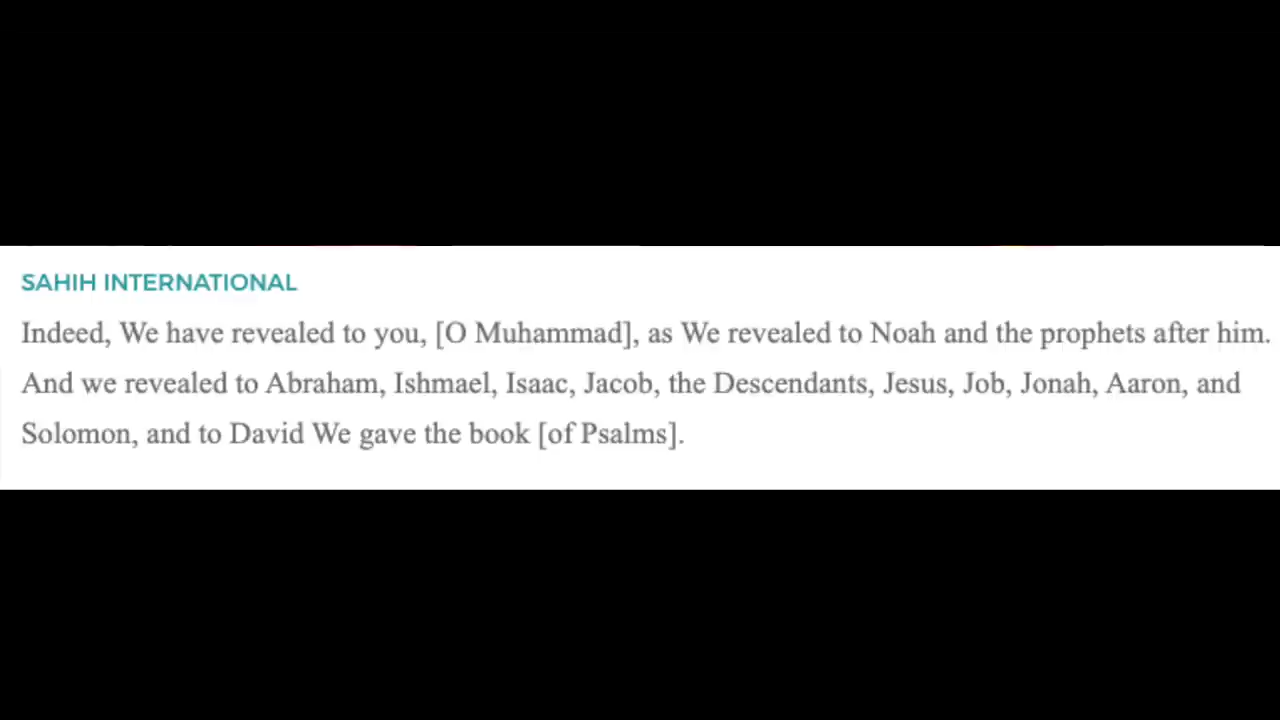 SAHIH INTERNATIONAL
Indeed, We have revealed to you, [O Muhammad], as We revealed to Noah and the prophets after him.
And we revealed to Abraham, Ishmael, Isaac, Jacob, the Descendants, Jesus, Job, Jonah, Aaron, and
Solomon, and to David We gave the book [of Psalms].